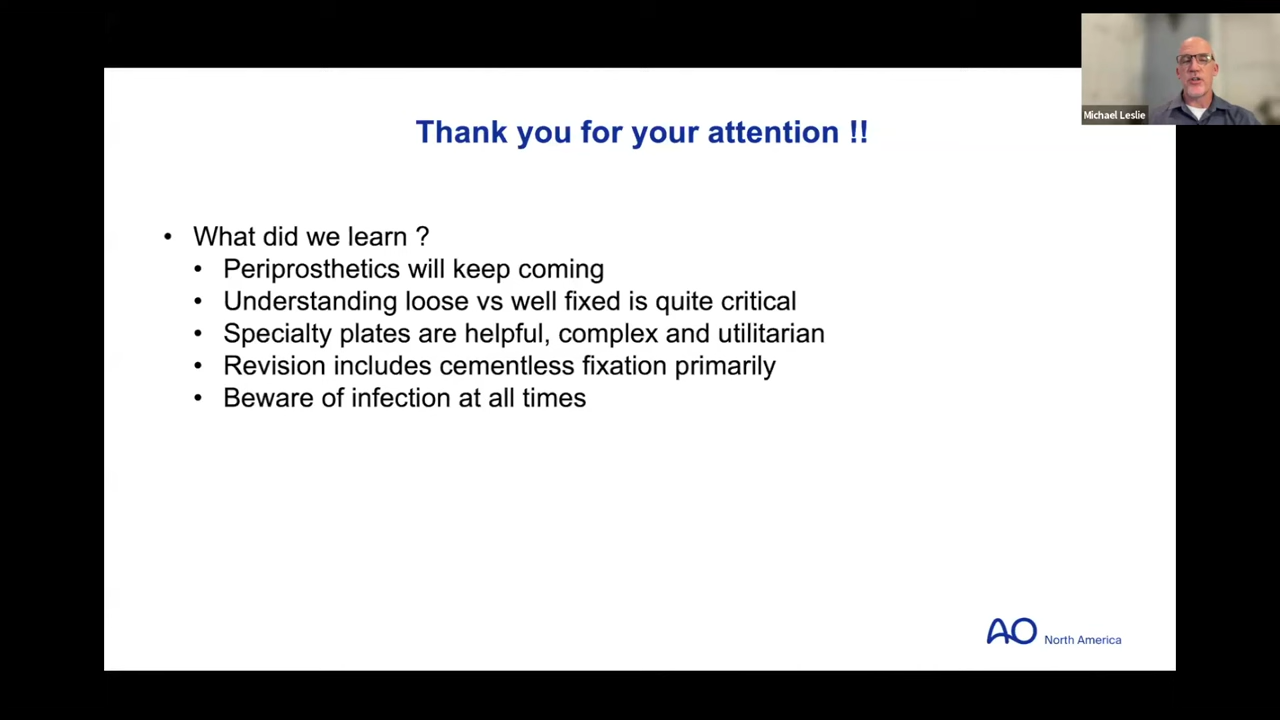 Michael Leslie
Thank you for your attention !!
• What did we learn ?
• Periprosthetics will keep coming
• Understanding loose vs well fixed is quite critical
• Specialty plates are helpful, complex and utilitarian
• Revision includes cementless fixation primarily
• Beware of infection at all times
AO North America